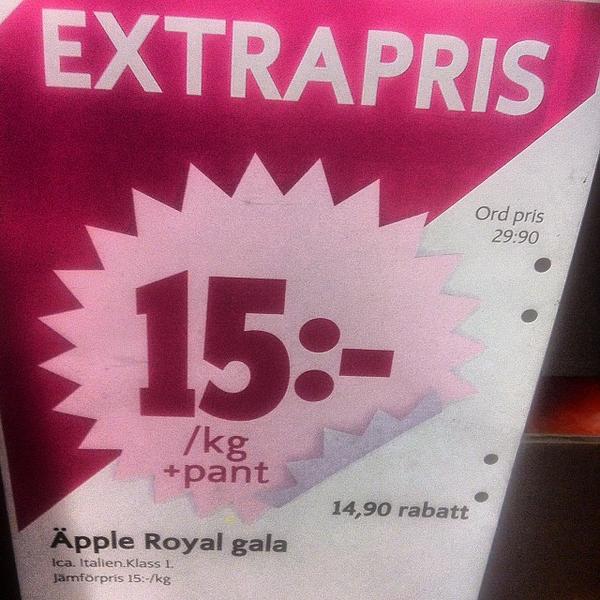 EXTRAPRIS
Ord pris
29:90
15:-
/kg
+pant
14,90 rabatt
Äpple Royal gala
Ica. Italien.Klass 1.
Jämförpris 15:-/kg